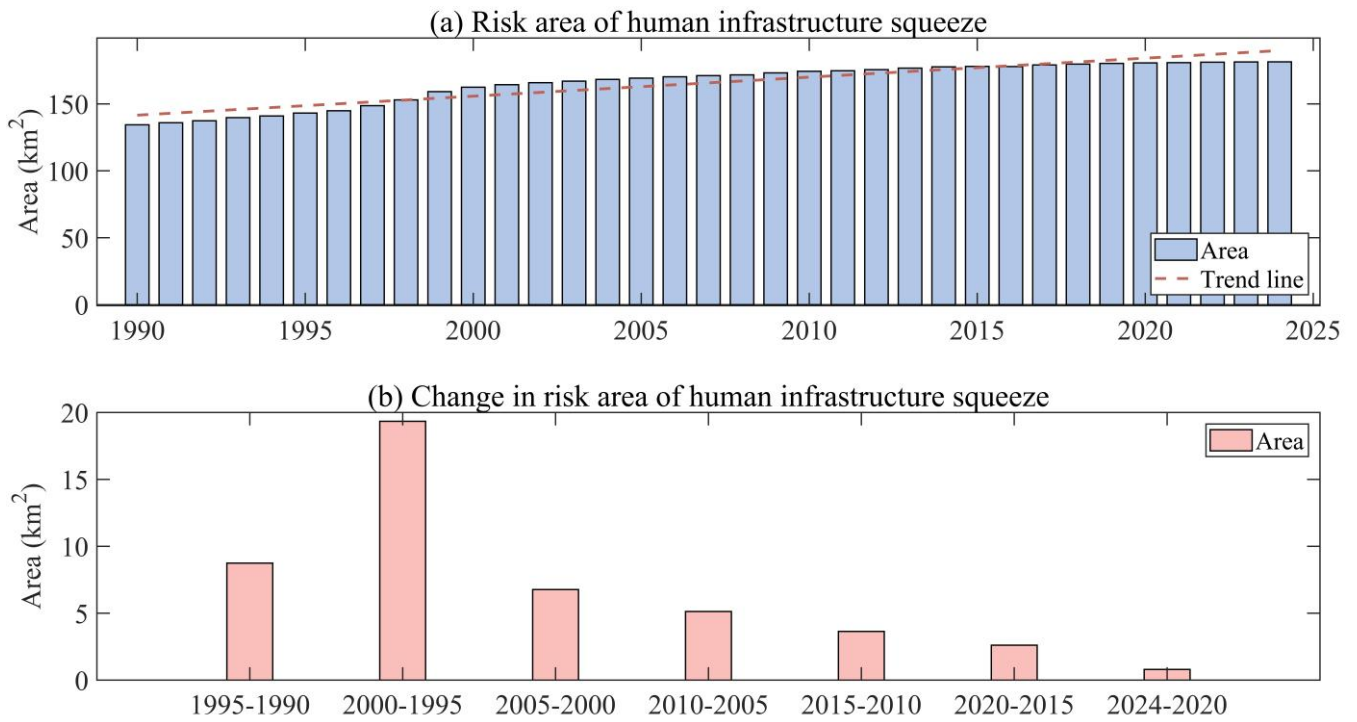 (a) Risk area of human infrastructure squeeze
Area (km²)
150
100
50
0
Area
Trend line
1990 1995 2000 2005 2010 2015 2020 2025
(b) Change in risk area of human infrastructure squeeze
Area (km²)
20
15
10
5
0
Area
1995-1990 2000-1995 2005-2000 2010-2005 2015-2010 2020-2015 2024-2020